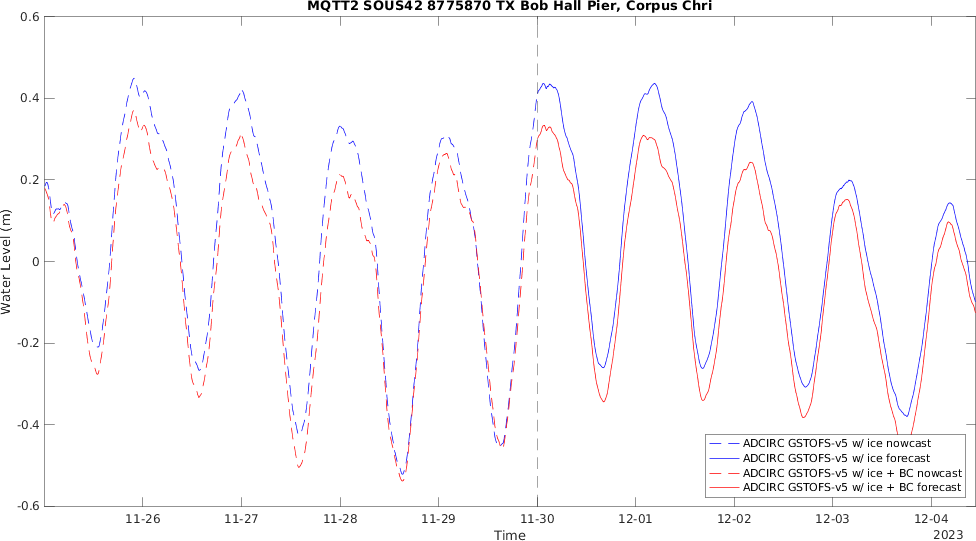 MQTT2 SOUS42 8775870 TX Bob Hall Pier, Corpus Chri
0.6
0.4
0.2
0
-0.2
-0.4
-0.6
Water Level (m)
11-26 11-27 11-28 11-29 11-30 12-01 12-02 12-03 12-04
Time
2023
ADCIRC GSTOFS-v5 w/ ice nowcast
ADCIRC GSTOFS-v5 w/ ice forecast
ADCIRC GSTOFS-v5 w/ ice + BC nowcast
ADCIRC GSTOFS-v5 w/ ice + BC forecast